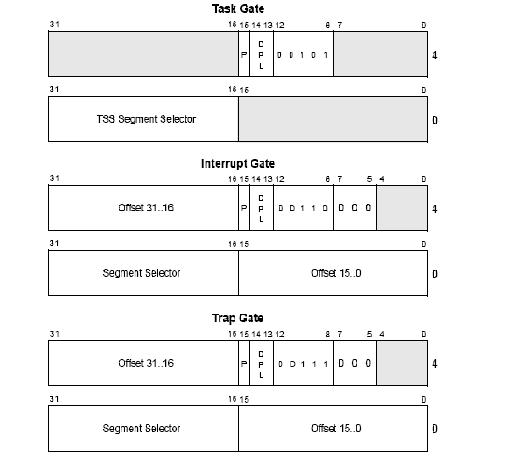 Task Gate
31 16 15 14 13 12 8 7 0
P D P L 0 0 1 0 1 4
31 16 15 0
TSS Segment Selector 0
Interrupt Gate
31 16 15 14 13 12 8 7 5 4 0
Offset 31..16 P D P L 0 D 1 1 0 0 0 0 4
31 16 15 0
Segment Selector Offset 15..0 0
Trap Gate
31 16 15 14 13 12 8 7 5 4 0
Offset 31..16 P D P L 0 D 1 1 1 0 0 0 4
31 16 15 0
Segment Selector Offset 15..0 0